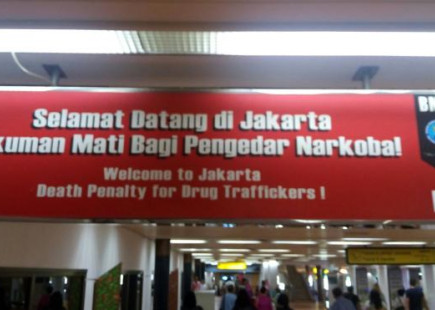 Selamat Datang di Jakarta
kuman Mati Bagi Pengedar Narkoba!
Welcome to Jakarta
Death Penalty for Drug Traffickers !